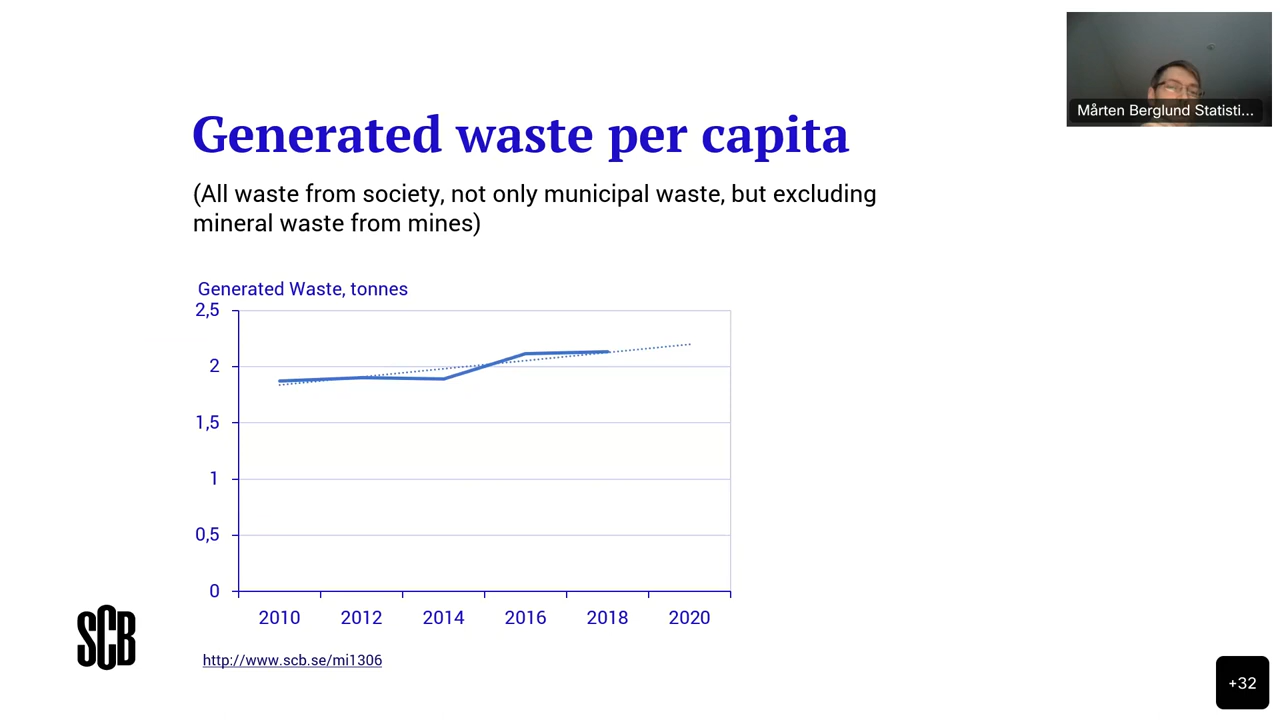 Mårten Berglund Statisti...
Generated waste per capita
(All waste from society, not only municipal waste, but excluding
mineral waste from mines)
Generated Waste, tonnes
2,5
2
1,5
1
0,5
0
2010 2012 2014 2016 2018 2020
SCB
http://www.scb.se/mi1306
+32